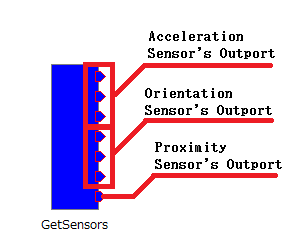 Acceleration
Sensor's Outport
Orientation
Sensor's Outport
Proximity
Sensor's Outport
GetSensors